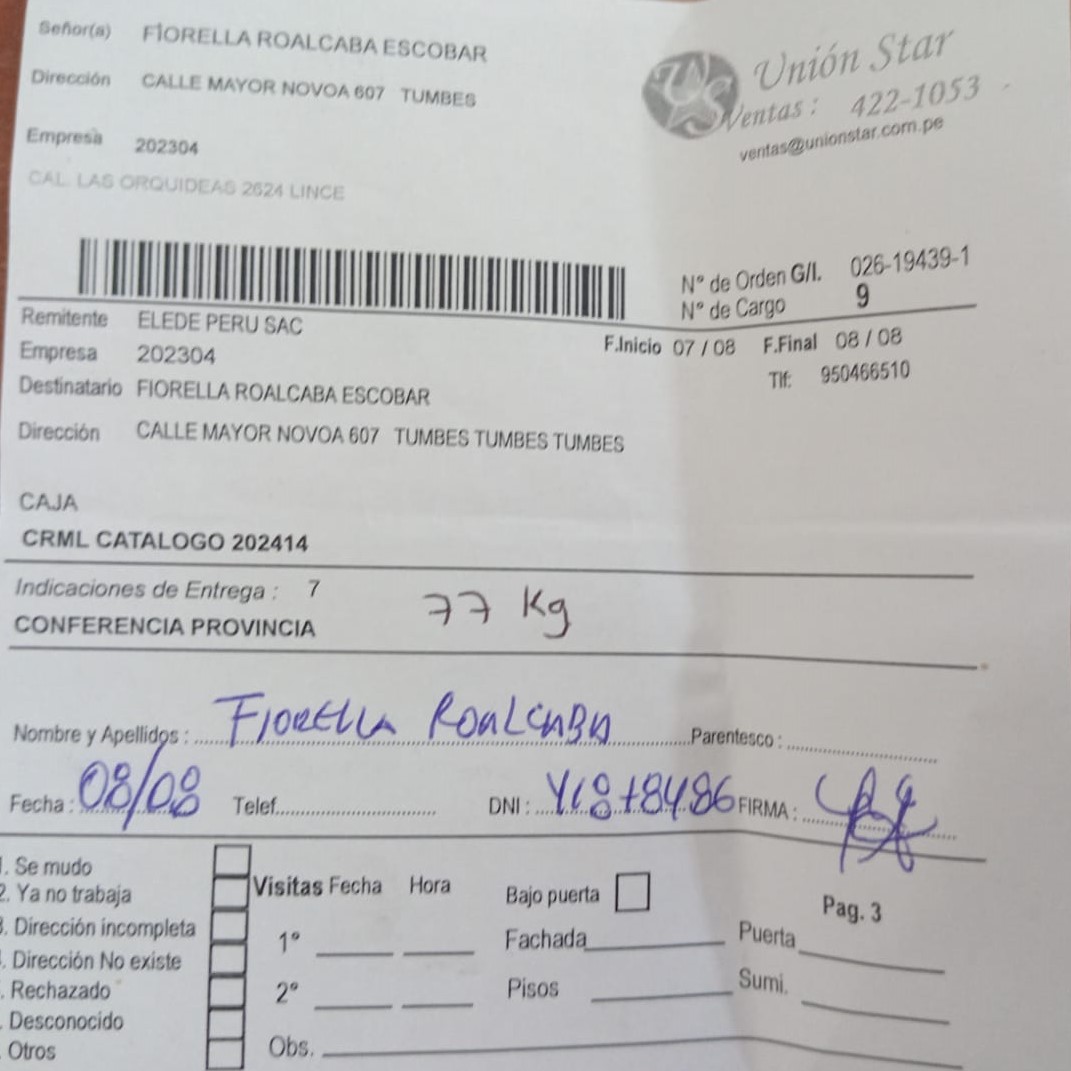 Señor(a) FIORELLA ROALCABA ESCOBAR
Dirección CALLE MAYOR NOVOA 607 TUMBES
Empresa 202304
CAL. LAS ORQUIDEAS 2624 LINCE
US Unión Star
Ventas : 422-1053
ventas@unionstar.com.pe
N° de Orden G/I. 026-19439-1
N° de Cargo 9
Remitente ELEDE PERU SAC
F.Inicio 07 / 08 F.Final 08 / 08
Empresa 202304
Tlf: 950466510
Destinatario FIORELLA ROALCABA ESCOBAR
Dirección CALLE MAYOR NOVOA 607 TUMBES TUMBES TUMBES
CAJA
CRML CATALOGO 202414
Indicaciones de Entrega : 7
77 Kg
CONFERENCIA PROVINCIA
Nombre y Apellidos : FIORELLA ROALCABA Parentesco :
Fecha : 08/08 Telef. DNI : FIRMA :
1. Se mudo
2. Ya no trabaja
3. Dirección incompleta
. Dirección No existe
. Rechazado
. Desconocido
Otros
Visitas Fecha Hora
1°
2°
Obs.
Bajo puerta
Fachada
Pisos
Pag. 3
Puerta
Sumi.